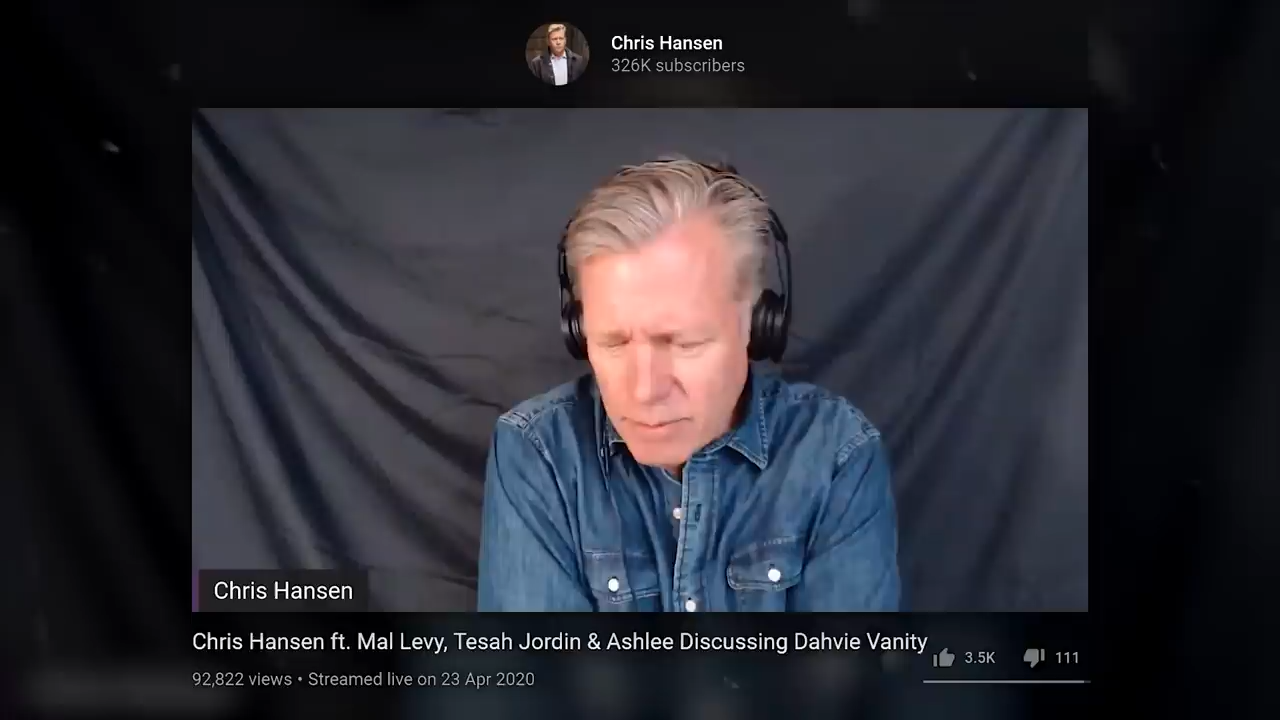 Chris Hansen
326K subscribers
Chris Hansen
Chris Hansen ft. Mal Levy, Tesah Jordin & Ashlee Discussing Dahvie Vanity
3.5K
111
92,822 views • Streamed live on 23 Apr 2020